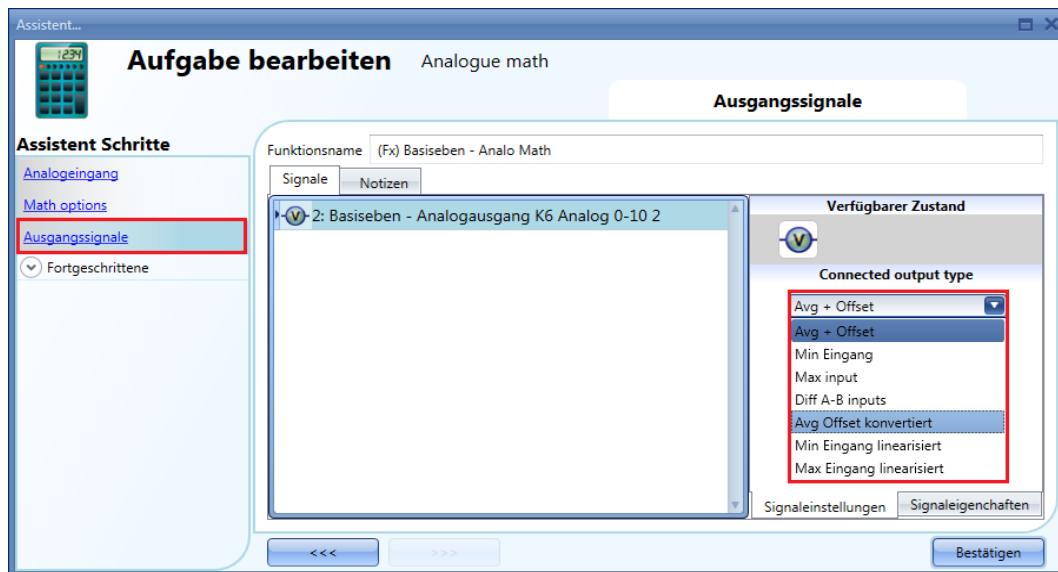 Assistent...
1234
Aufgabe bearbeiten Analogue math
Ausgangssignale
Assistent Schritte
Analogeingang
Math options
Ausgangssignale
Fortgeschrittene
Funktionsname (Fx) Basiseben - Analo Math
Signale Notizen
V 2: Basiseben - Analogausgang K6 Analog 0-10 2
Verfügbarer Zustand
V
Connected output type
Avg + Offset
Avg + Offset
Min Eingang
Max input
Diff A-B inputs
Avg Offset konvertiert
Min Eingang linearisiert
Max Eingang linearisiert
Signaleinstellungen Signaleigenschaften
<<< >>> Bestätigen